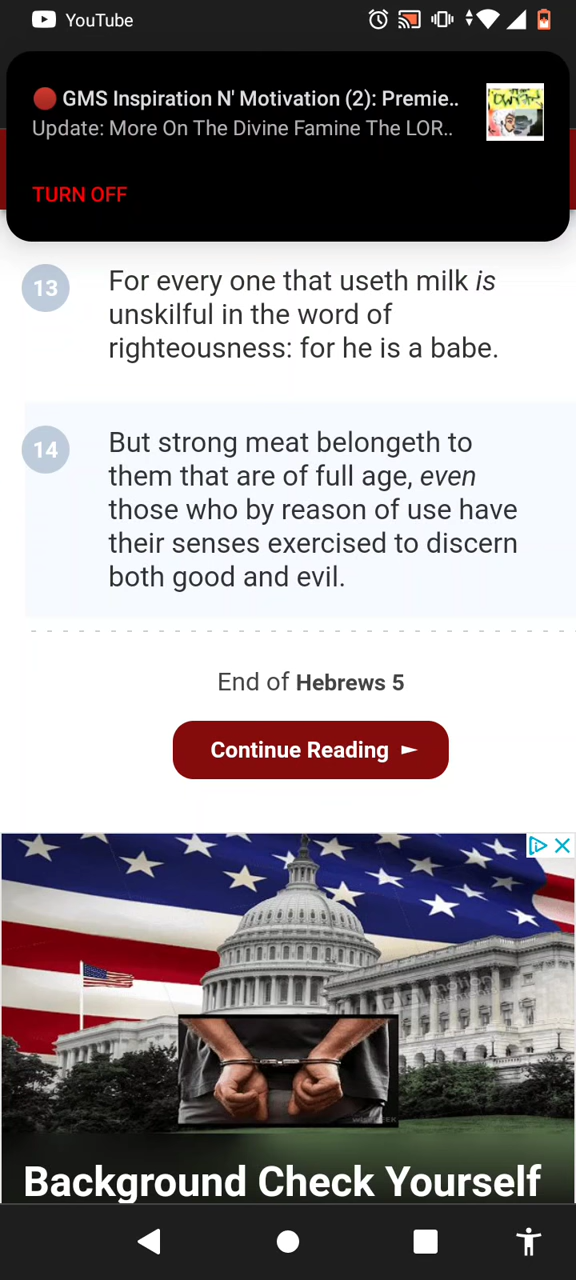 YouTube
GMS Inspiration N' Motivation (2): Premie..
Update: More On The Divine Famine The LOR..
TURN OFF
13
For every one that useth milk is
unskilful in the word of
righteousness: for he is a babe.
14
But strong meat belongeth to
them that are of full age, even
those who by reason of use have
their senses exercised to discern
both good and evil.
End of Hebrews 5
Continue Reading ►
Background Check Yourself